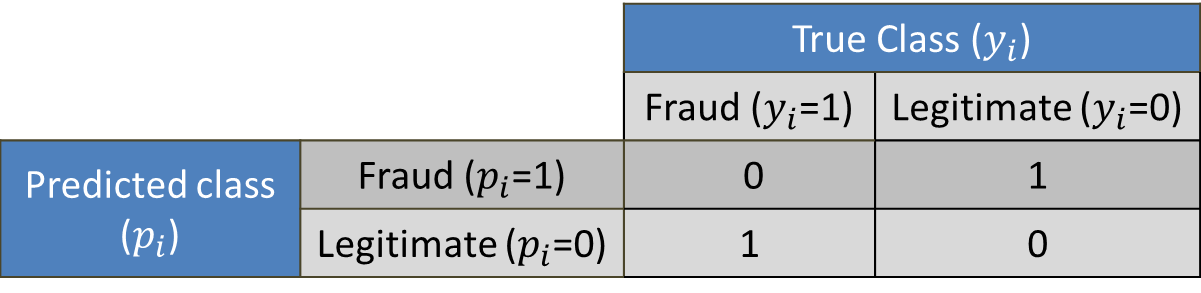 True Class (𝑦𝑖)
Fraud (𝑦𝑖=1) Legitimate (𝑦𝑖=0)
Predicted class
(𝑝𝑖)
Fraud (𝑝𝑖=1) 0 1
Legitimate (𝑝𝑖=0) 1 0